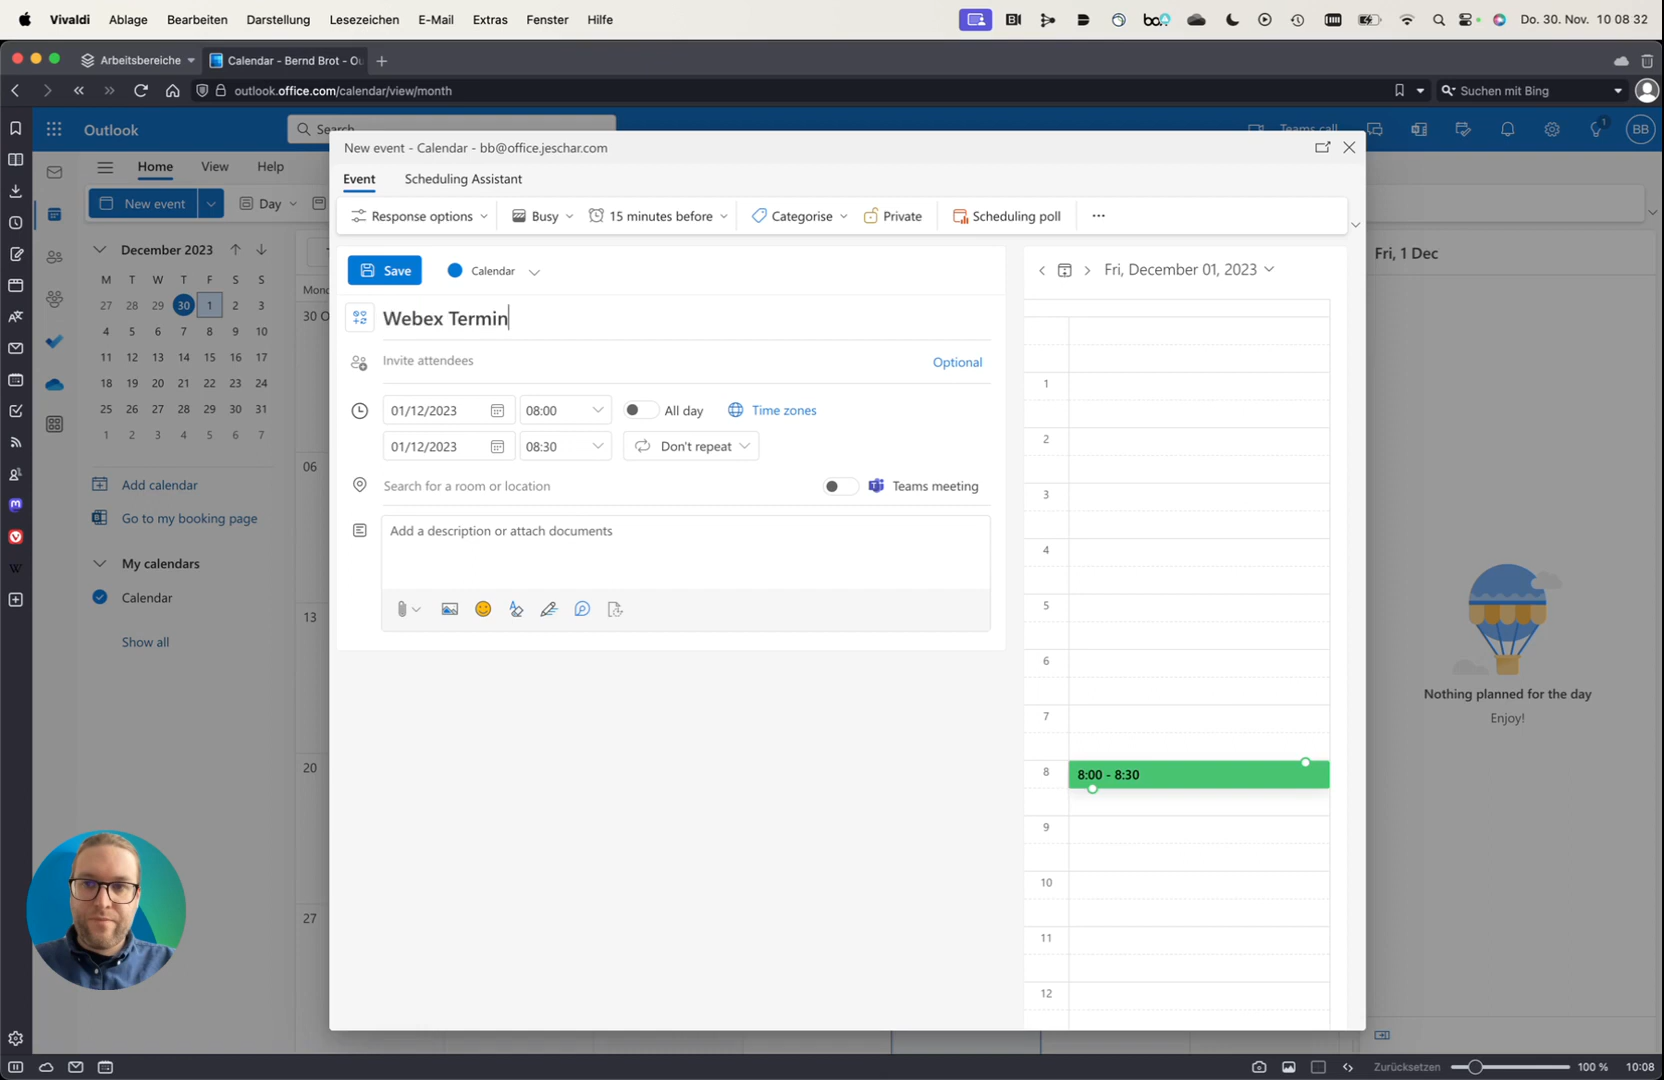 Vivaldi Ablage Bearbeiten Darstellung Lesezeichen E-Mail Extras Fenster Hilfe Do. 30. Nov. 10 08 32
Arbeitsbereiche Calendar - Bernd Brot - Ou
outlook.office.com/calendar/view/month Suchen mit Bing
Outlook Search Teams call 1 BB
New event - Calendar - bb@office.jeschar.com
Home View Help
Event Scheduling Assistant
New event Day
Response options Busy 15 minutes before Categorise Private Scheduling poll
December 2023
Save Calendar
Fri, December 01, 2023
Fri, 1 Dec
M T W T F S S
27 28 29 30 1 2 3
4 5 6 7 8 9 10
11 12 13 14 15 16 17
18 19 20 21 22 23 24
25 26 27 28 29 30 31
1 2 3 4 5 6 7
Add calendar
Go to my booking page
My calendars
Calendar
Show all
Mon
30 O
06
13
20
27
Webex Termin
Invite attendees Optional
01/12/2023 08:00 All day Time zones
01/12/2023 08:30 Don't repeat
Search for a room or location Teams meeting
Add a description or attach documents
1
2
3
4
5
6
7
8 8:00 - 8:30
9
10
11
12
Nothing planned for the day
Enjoy!
Zurücksetzen 100 % 10:08